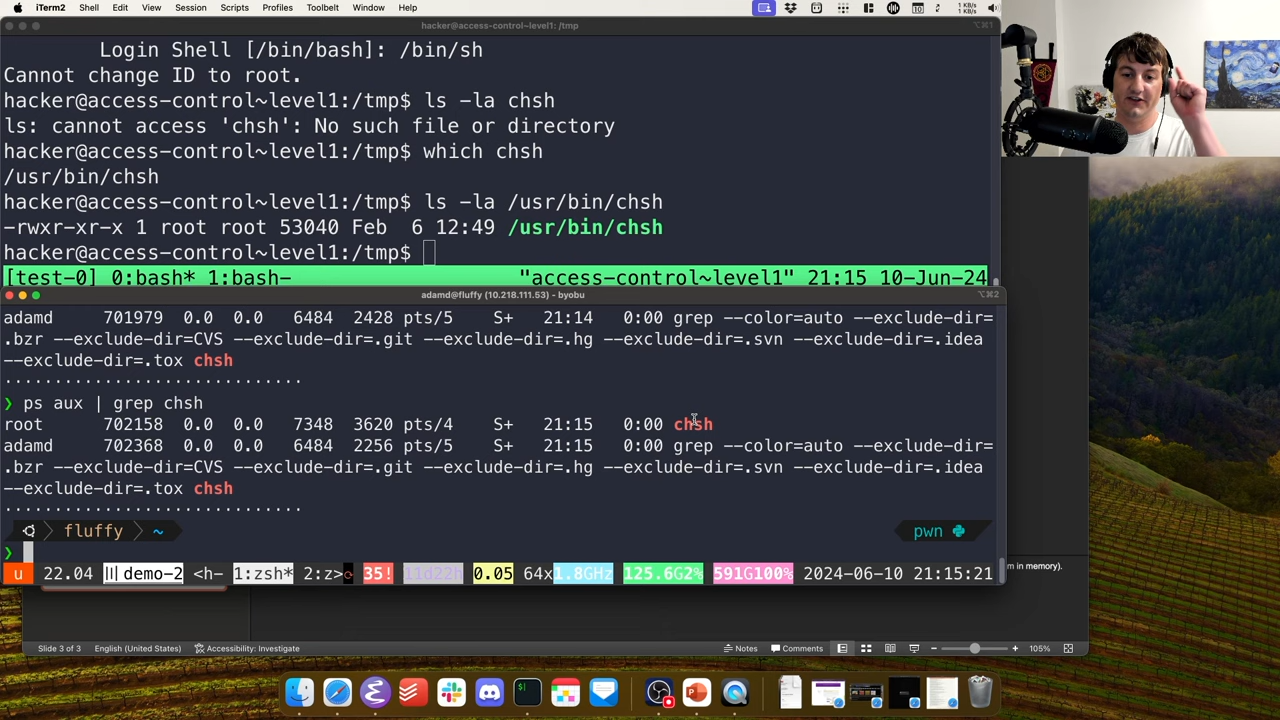 iTerm2 Shell Edit View Session Scripts Profiles Toolbelt Window Help
1 KB/s
1 KB/s
hacker@access-control~level1: /tmp
⌥⌘1
Login Shell [/bin/bash]: /bin/sh
Cannot change ID to root.
hacker@access-control~level1:/tmp$ ls -la chsh
ls: cannot access 'chsh': No such file or directory
hacker@access-control~level1:/tmp$ which chsh
/usr/bin/chsh
hacker@access-control~level1:/tmp$ ls -la /usr/bin/chsh
-rwxr-xr-x 1 root root 53040 Feb  6 12:49 /usr/bin/chsh
hacker@access-control~level1:/tmp$
[test-0] 0:bash* 1:bash- "access-control~level1" 21:15 10-Jun-24
adamd@fluffy (10.218.111.53) - byobu
⌥⌘2
adamd 701979 0.0 0.0 6484 2428 pts/5 S+ 21:14 0:00 grep --color=auto --exclude-dir=
.bzr --exclude-dir=CVS --exclude-dir=.git --exclude-dir=.hg --exclude-dir=.svn --exclude-dir=.idea
--exclude-dir=.tox chsh
..............................
❯ ps aux | grep chsh
root 702158 0.0 0.0 7348 3620 pts/4 S+ 21:15 0:00 chsh
adamd 702368 0.0 0.0 6484 2256 pts/5 S+ 21:15 0:00 grep --color=auto --exclude-dir=
.bzr --exclude-dir=CVS --exclude-dir=.git --exclude-dir=.hg --exclude-dir=.svn --exclude-dir=.idea
--exclude-dir=.tox chsh
..............................
fluffy ~ pwn
❯
u 22.04 demo-2 <h- 1:zsh* 2:z> 35! 11d22h 0.05 64x1.8GHz 125.6G2% 591G100% 2024-06-10 21:15:21
m in memory).
Slide 3 of 3 English (United States) Accessibility: Investigate Notes Comments 105%